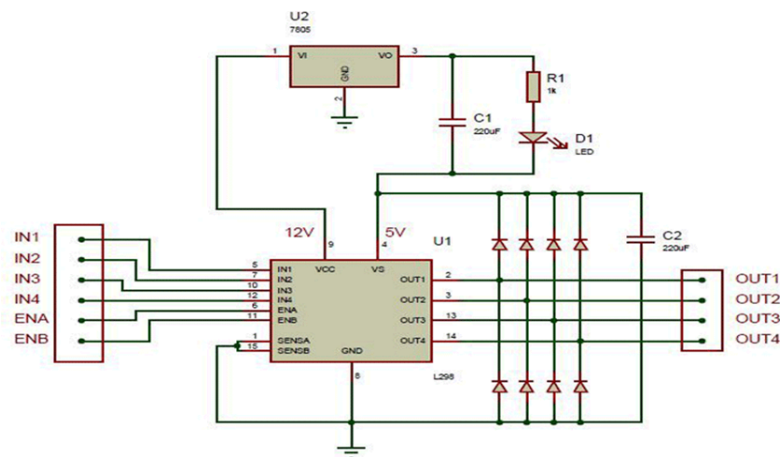 U2
7805
1
VI
VO
3
GND
2
R1
1k
C1
220uF
D1
LED
12V
5V
9
4
U1
C2
220uF
IN1
IN2
IN3
IN4
ENA
ENB
5
7
10
12
6
11
1
15
IN1
IN2
IN3
IN4
ENA
ENB
SENSA
SENSB
VCC
VS
OUT1
OUT2
OUT3
OUT4
GND
2
3
13
14
8
L298
OUT1
OUT2
OUT3
OUT4